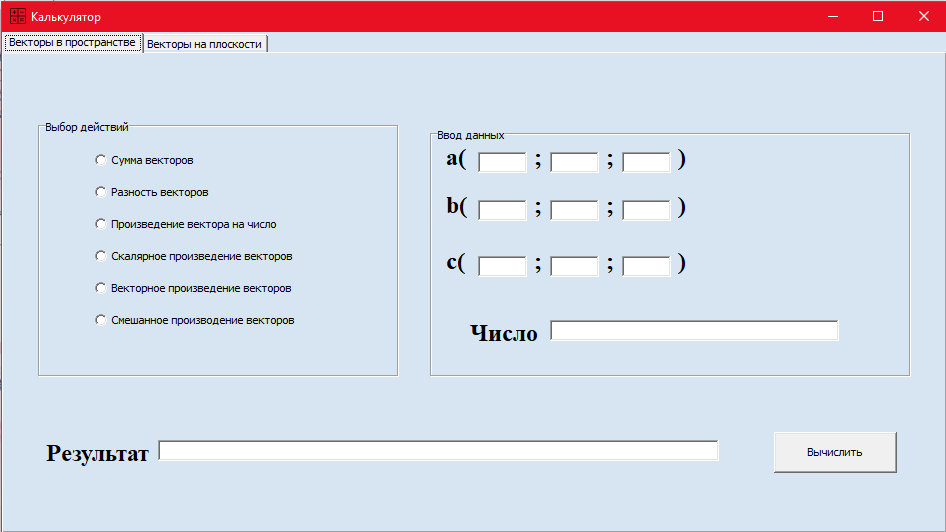 Калькулятор
Векторы в пространстве Векторы на плоскости
Выбор действий
Сумма векторов
Разность векторов
Произведение вектора на число
Скалярное произведение векторов
Векторное произведение векторов
Смешанное производение векторов
Ввод данных
a( ; ; )
b( ; ; )
c( ; ; )
Число
Результат
Вычислить